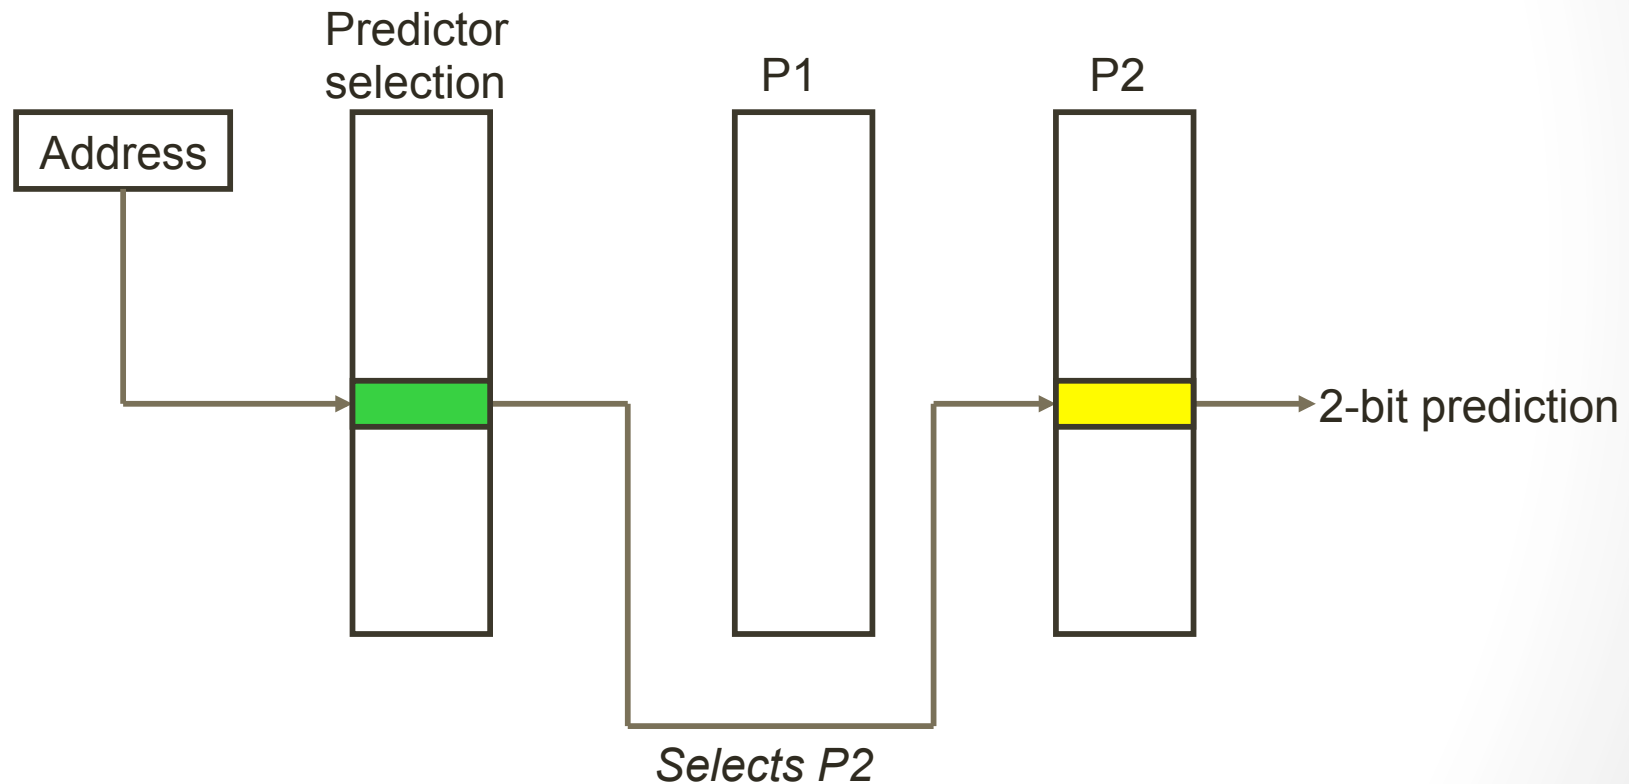 Predictor
selection
P1
P2
Address
2-bit prediction
Selects P2